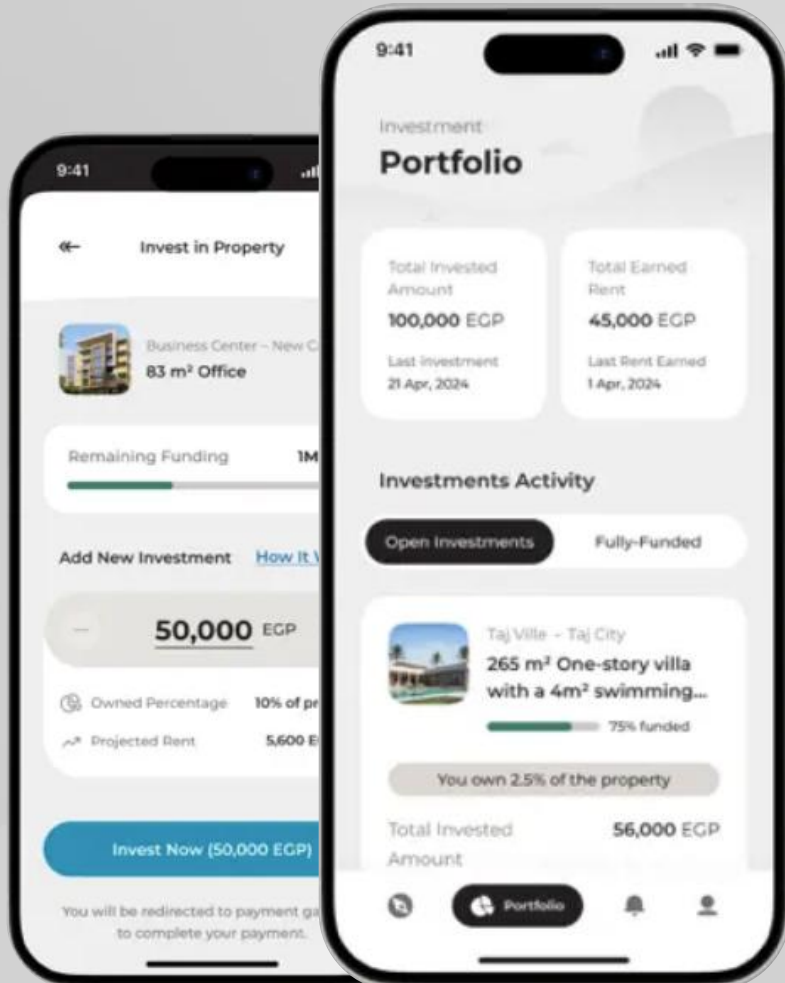 9:41
Invest in Property
Business Center - New C
83 m² Office
Remaining Funding 1M
Add New Investment How It
50,000 EGP
Owned Percentage 10% of pr
Projected Rent 5,600 E
Invest Now (50,000 EGP)
You will be redirected to payment ga
to complete your payment.
9:41
Investment
Portfolio
Total Invested
Amount
100,000 EGP
Last investment
21 Apr, 2024
Total Earned
Rent
45,000 EGP
Last Rent Earned
1 Apr, 2024
Investments Activity
Open Investments
Fully-Funded
Taj Ville - Taj City
265 m² One-story villa
with a 4m² swimming...
75% funded
You own 2.5% of the property
Total Invested
Amount
56,000 EGP
Portfolio